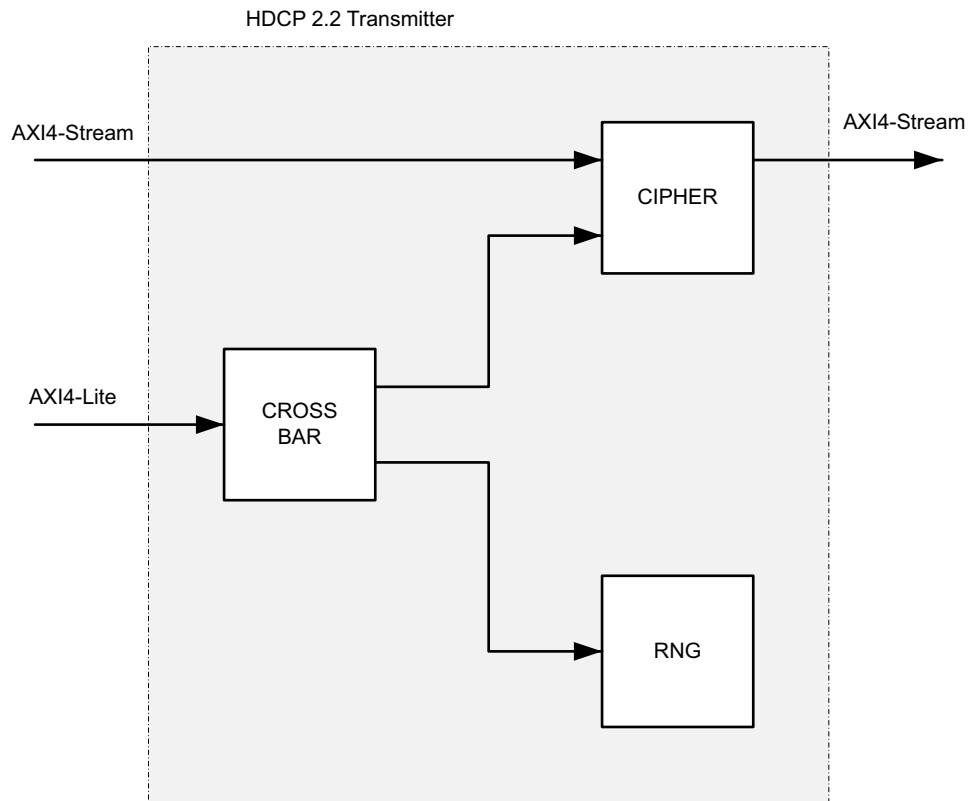 HDCP 2.2 Transmitter
AXI4-Stream
AXI4-Stream
CIPHER
AXI4-Lite
CROSS
BAR
RNG